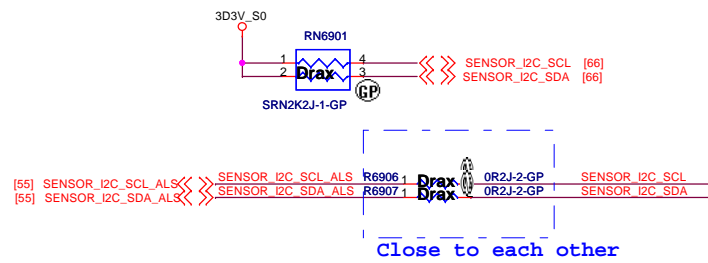 3D3V_S0
RN6901
1 4
2 Drax 3
SENSOR_I2C_SCL [66]
SENSOR_I2C_SDA [66]
GP
SRN2K2J-1-GP
[55] SENSOR_I2C_SCL_ALS SENSOR_I2C_SCL_ALS R6906 1 Drax 0R2J-2-GP SENSOR_I2C_SCL
[55] SENSOR_I2C_SDA_ALS SENSOR_I2C_SDA_ALS R6907 1 Drax 0R2J-2-GP SENSOR_I2C_SDA
Close to each other